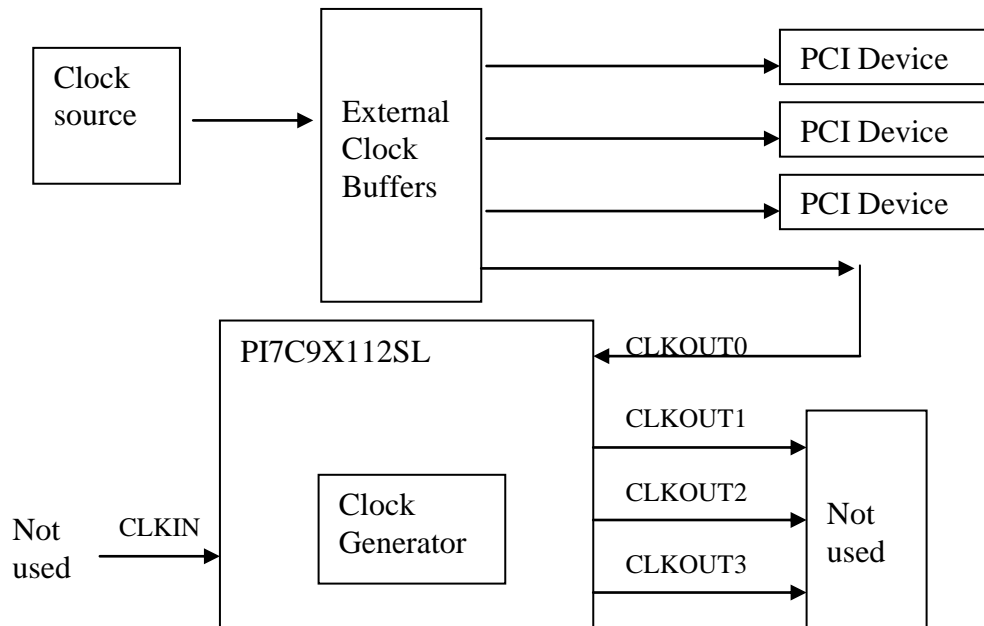 Clock
source
External
Clock
Buffers
PCI Device
PCI Device
PCI Device
PI7C9X112SL
CLKOUT0
CLKOUT1
CLKOUT2
CLKOUT3
Clock
Generator
Not
used
CLKIN
Not
used